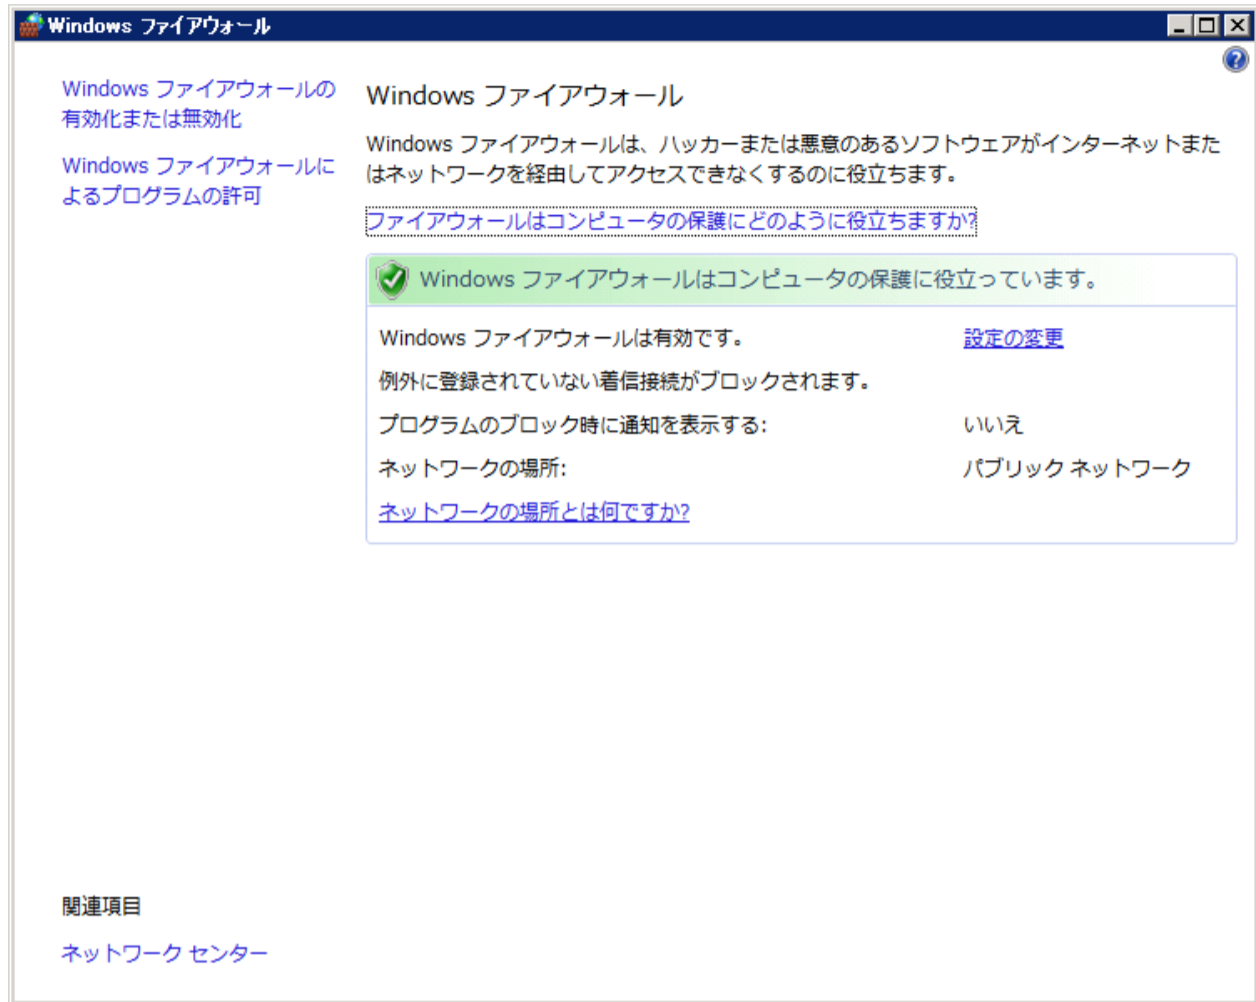 Windows ファイアウォール
Windows ファイアウォールの
有効化または無効化
Windows ファイアウォールに
よるプログラムの許可
Windows ファイアウォール
Windows ファイアウォールは、ハッカーまたは悪意のあるソフトウェアがインターネットまた
はネットワークを経由してアクセスできなくするのに役立ちます。
ファイアウォールはコンピュータの保護にどのように役立ちますか?
Windows ファイアウォールはコンピュータの保護に役立っています。
Windows ファイアウォールは有効です。 設定の変更
例外に登録されていない着信接続がブロックされます。
プログラムのブロック時に通知を表示する: いいえ
ネットワークの場所: パブリック ネットワーク
ネットワークの場所とは何ですか?
関連項目
ネットワーク センター